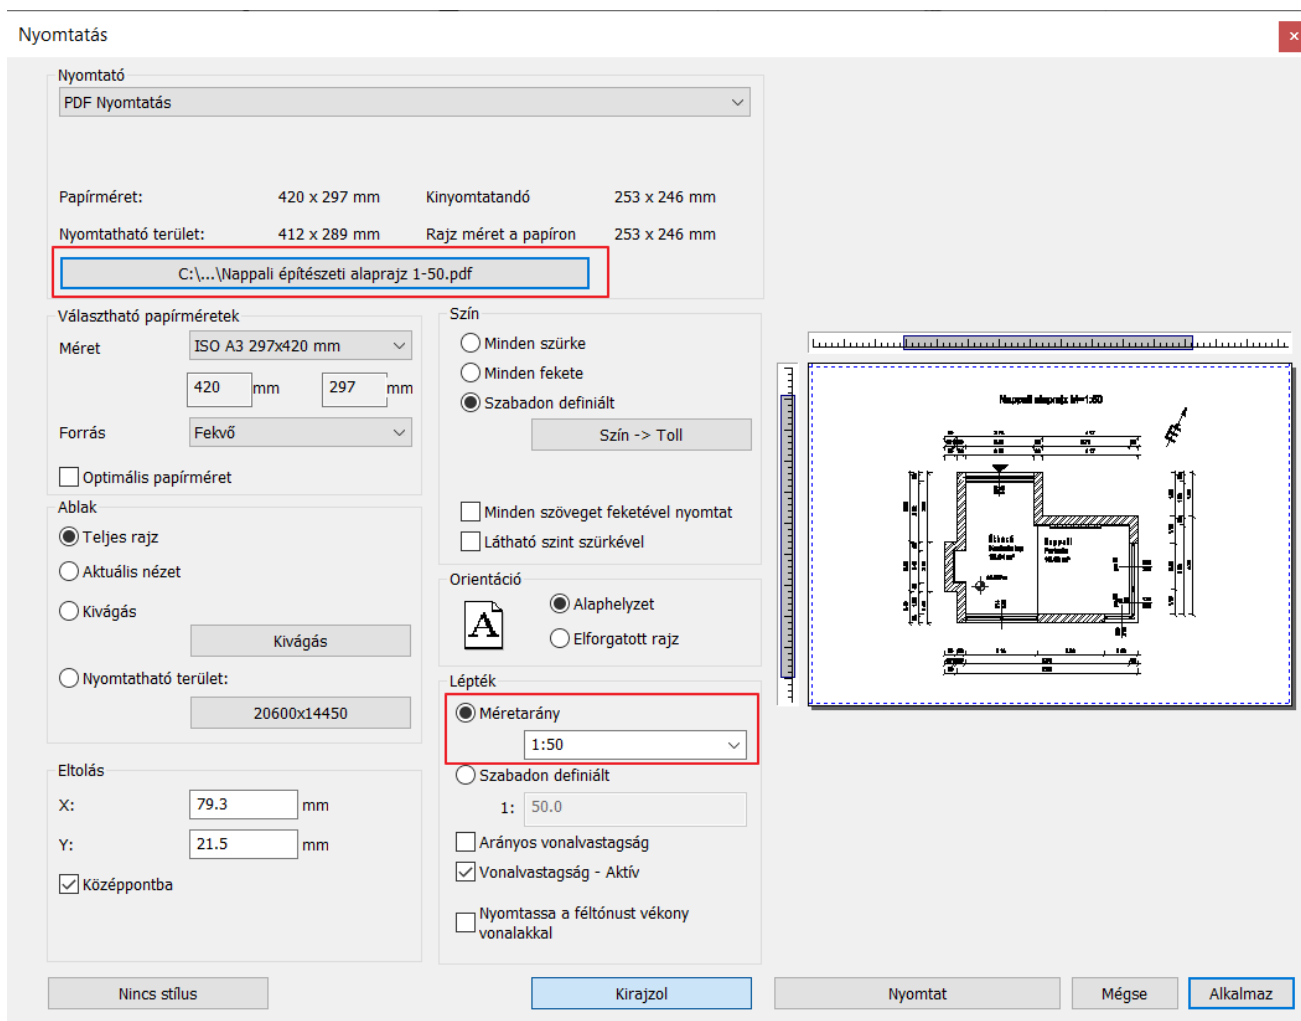 Nyomtatás
Nyomtató
PDF Nyomtatás
Papírméret: 420 x 297 mm Kinyomtatandó 253 x 246 mm
Nyomtatható terület: 412 x 289 mm Rajz méret a papíron 253 x 246 mm
C:\...\Nappali építészeti alaprajz 1-50.pdf
Választható papírméretek
Méret ISO A3 297x420 mm
420 mm 297 mm
Forrás Fekvő
Optimális papírméret
Ablak
Teljes rajz
Aktuális nézet
Kivágás
Kivágás
Nyomtatható terület:
20600x14450
Eltolás
X: 79.3 mm
Y: 21.5 mm
Középpontba
Szín
Minden szürke
Minden fekete
Szabadon definiált
Szín -> Toll
Minden szöveget feketével nyomtat
Látható szint szürkével
Orientáció
A
Alaphelyzet
Elforgatott rajz
Lépték
Méretarány
1:50
Szabadon definiált
1: 50.0
Arányos vonalvastagság
Vonalvastagság - Aktív
Nyomtassa a féltónust vékony
vonalakkal
Nappali alaprajz M=1:50
Nappali
Nincs stílus Kirajzol Nyomtat Mégse Alkalmaz